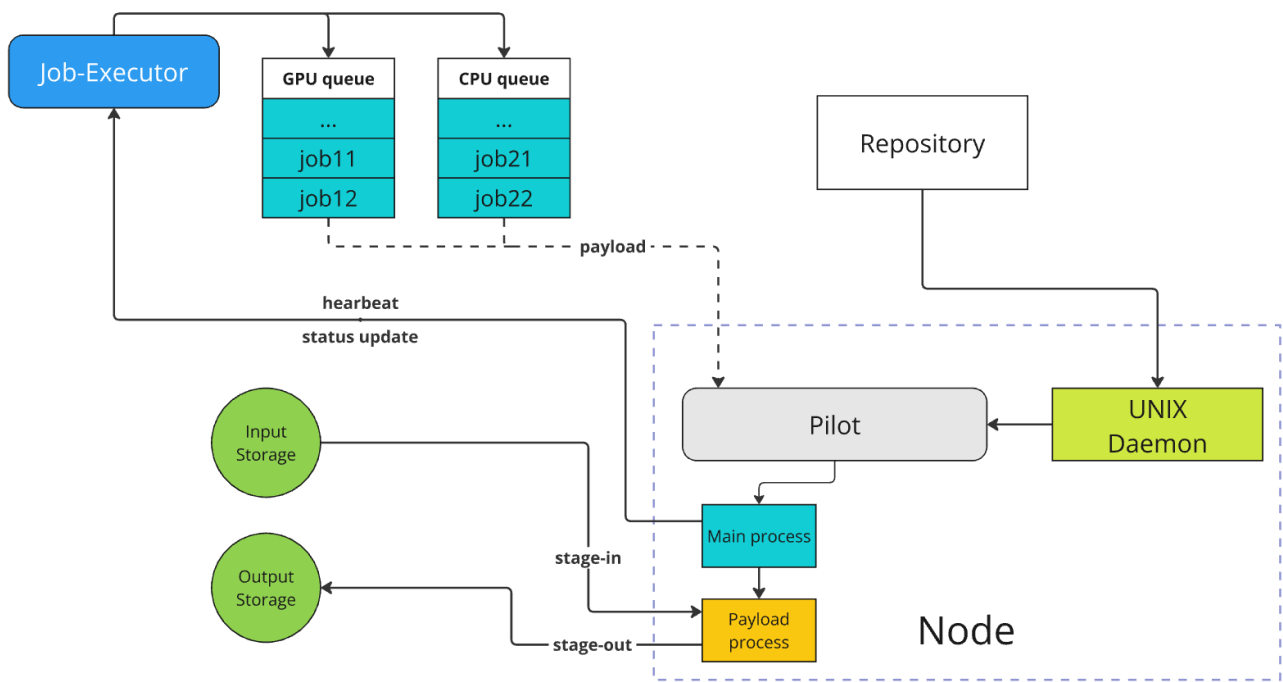 Job-Executor
GPU queue
...
job11
job12
CPU queue
...
job21
job22
Repository
payload
hearbeat
status update
Pilot
UNIX
Daemon
Input
Storage
Main process
stage-in
Output
Storage
Payload
process
stage-out
Node